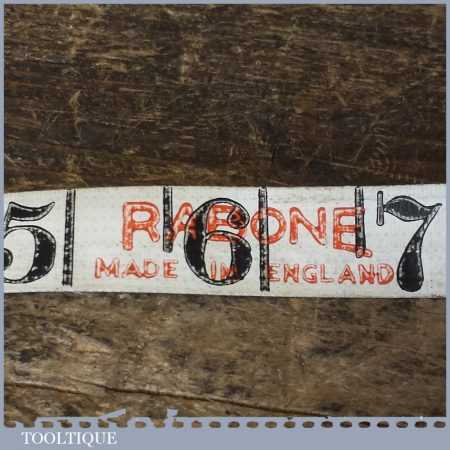 5 6 7
RABONE
MADE IN ENGLAND
TOOLTIQUE